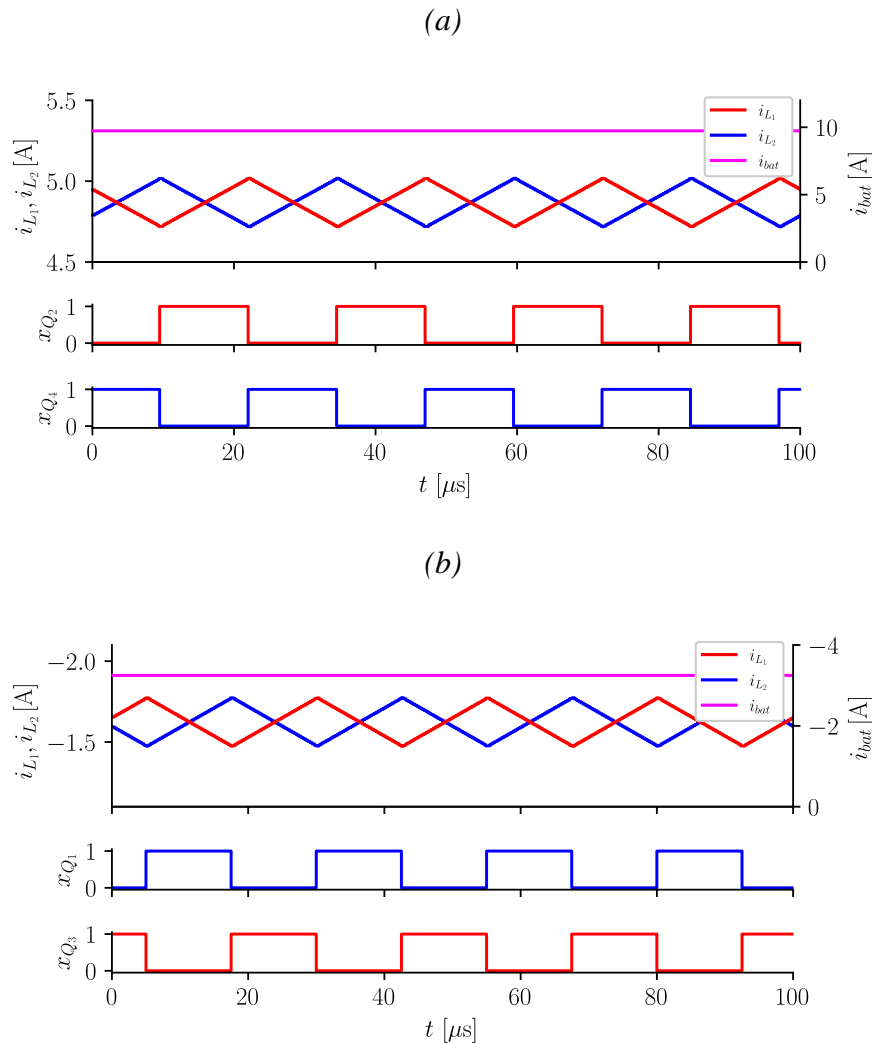 (a)
5.5
5.0
4.5
i_{L_1}, i_{L_2} [A]
10
5
0
i_{bat} [A]
i_{L_1}
i_{L_2}
i_{bat}
1
0
x_{Q_2}
1
0
x_{Q_4}
0 20 40 60 80 100
t [μs]
(b)
−2.0
−1.5
i_{L_1}, i_{L_2} [A]
−4
−2
0
i_{bat} [A]
i_{L_1}
i_{L_2}
i_{bat}
1
0
x_{Q_1}
1
0
x_{Q_3}
0 20 40 60 80 100
t [μs]